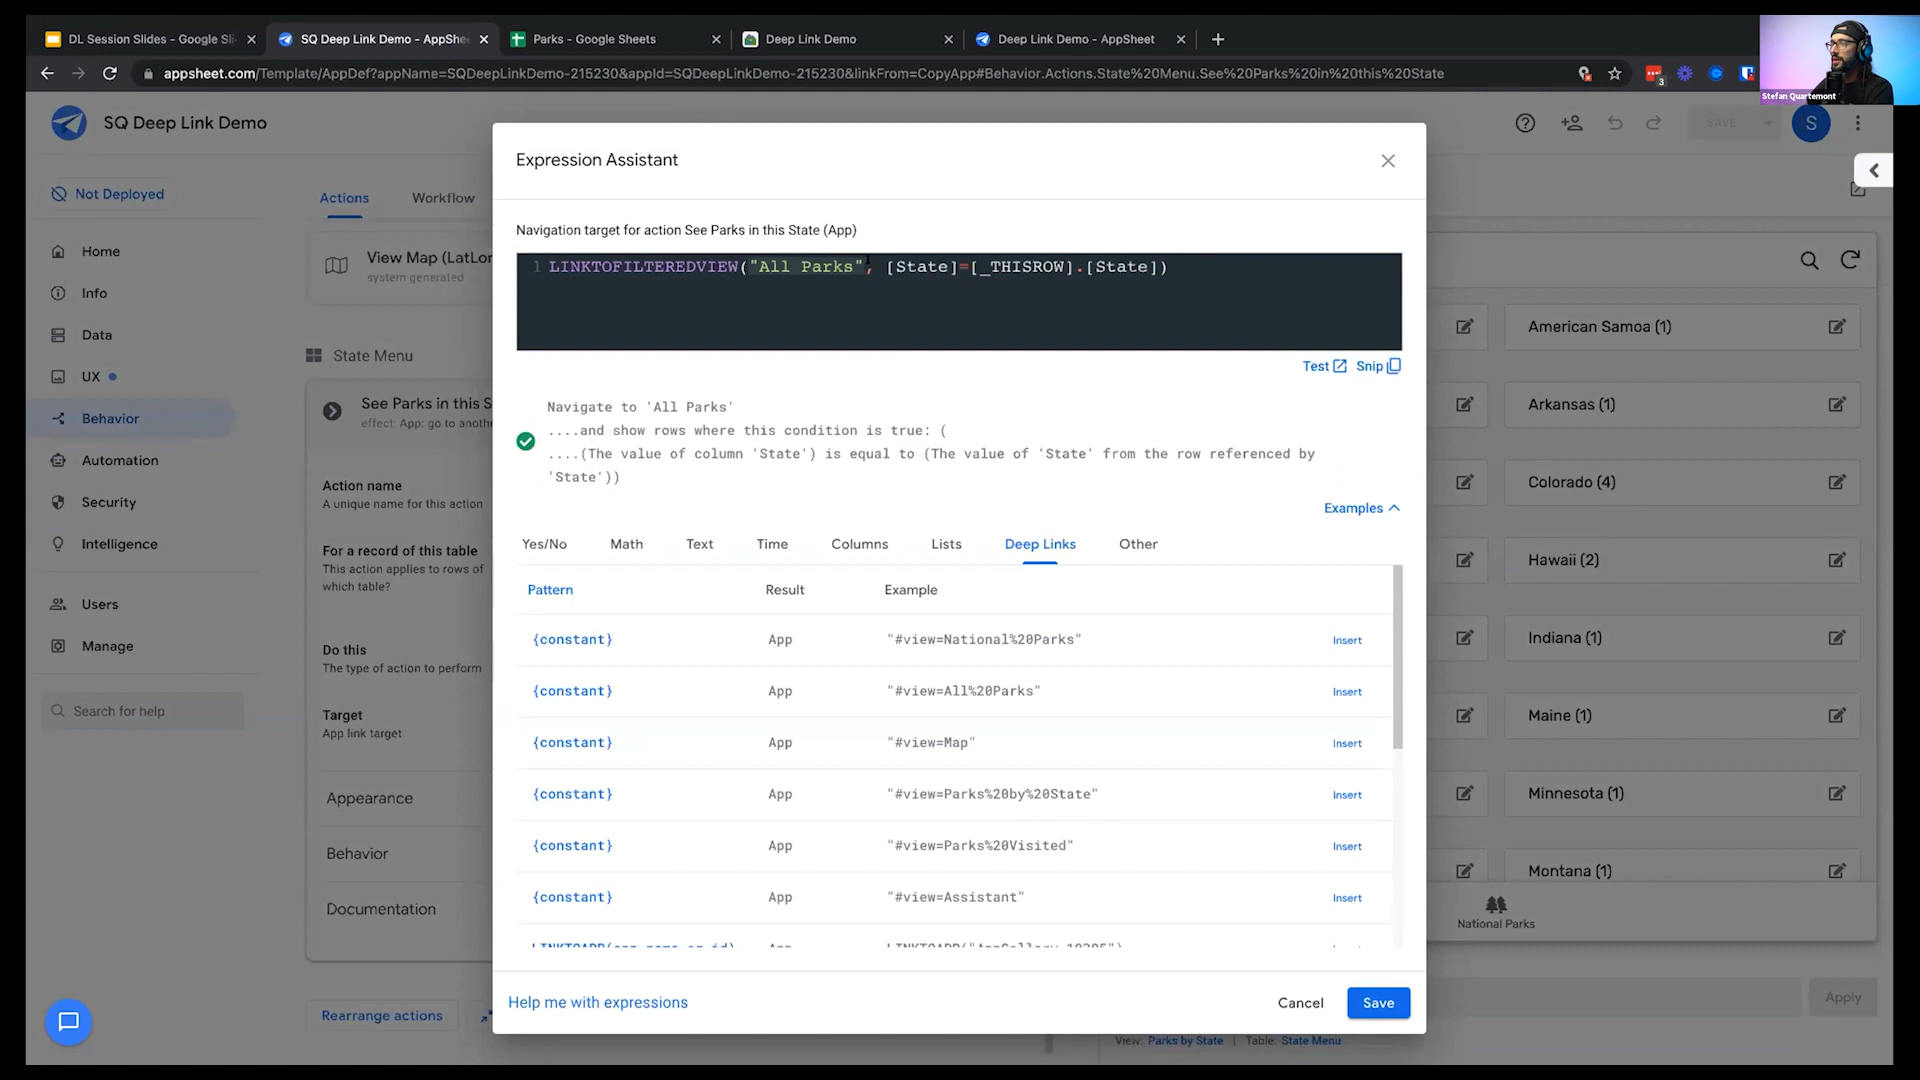 DL Session Slides - Google Sli
SQ Deep Link Demo - AppShe
Parks - Google Sheets
Deep Link Demo
Deep Link Demo - AppSheet
appsheet.com/Template/AppDef?appName=SQDeepLinkDemo-215230&appId=SQDeepLinkDemo-215230&linkFrom=CopyApp#Behavior.Actions.State%20Menu.See%20Parks%20in%20this%20State
3
Stefan Quartemont
SQ Deep Link Demo
SAVE
S
Not Deployed
Home
Info
Data
UX
Behavior
Automation
Security
Intelligence
Users
Manage
Search for help
Actions
Workflow
View Map (LatLon
system generated
State Menu
See Parks in this S
effect: App: go to anothe
Action name
A unique name for this action
For a record of this table
This action applies to rows of
which table?
Do this
The type of action to perform
Target
App link target
Appearance
Behavior
Documentation
Rearrange actions
Expression Assistant
Navigation target for action See Parks in this State (App)
1 LINKTOFILTEREDVIEW("All Parks", [State]=[_THISROW].[State])
Test
Snip
Navigate to 'All Parks'
....and show rows where this condition is true: (
....(The value of column 'State') is equal to (The value of 'State' from the row referenced by
'State'))
Examples
Yes/No
Math
Text
Time
Columns
Lists
Deep Links
Other
Pattern Result Example
{constant} App "#view=National%20Parks" Insert
{constant} App "#view=All%20Parks" Insert
{constant} App "#view=Map" Insert
{constant} App "#view=Parks%20by%20State" Insert
{constant} App "#view=Parks%20Visited" Insert
{constant} App "#view=Assistant" Insert
Help me with expressions
Cancel
Save
American Samoa (1)
Arkansas (1)
Colorado (4)
Hawaii (2)
Indiana (1)
Maine (1)
Minnesota (1)
Montana (1)
National Parks
Apply
View: Parks by State | Table: State Menu